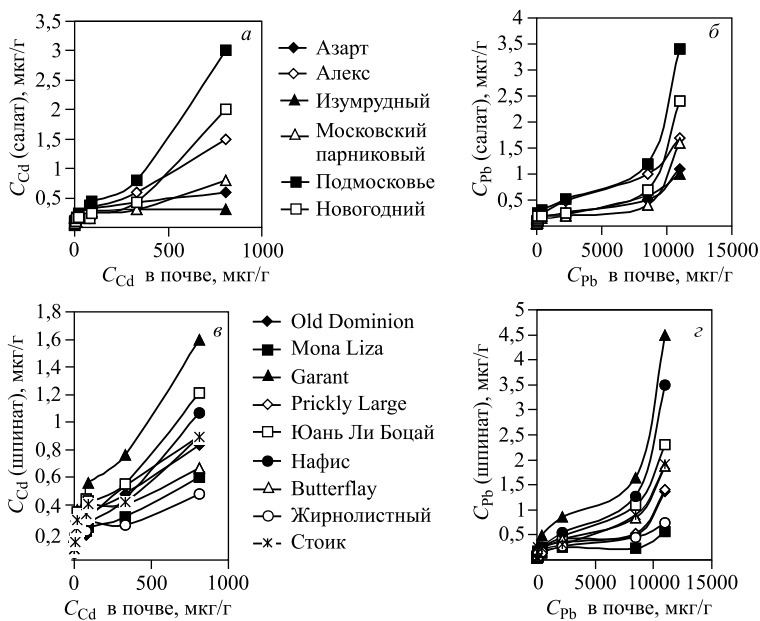 а
3,5
3
2,5
2
1,5
1
0,5
0
500
1000
C_Cd (салат), мкг/г
C_Cd в почве, мкг/г
Азарт
Алекс
Изумрудный
Московский
парниковый
Подмосковье
Новогодний
б
4
3,5
3
2,5
2
1,5
1
0,5
0
5000
10000
15000
C_Pb (салат), мкг/г
C_Pb в почве, мкг/г
в
1,8
1,6
1,4
1,2
1
0,8
0,6
0,4
0,2
0
500
1000
C_Cd (шпинат), мкг/г
C_Cd в почве, мкг/г
Old Dominion
Mona Liza
Garant
Prickly Large
Юань Ли Боцай
Нафис
Butterflay
Жирнолистный
Стоик
г
5
4,5
4
3,5
3
2,5
2
1,5
1
0,5
0
5000
10000
15000
C_Pb (шпинат), мкг/г
C_Pb в почве, мкг/г